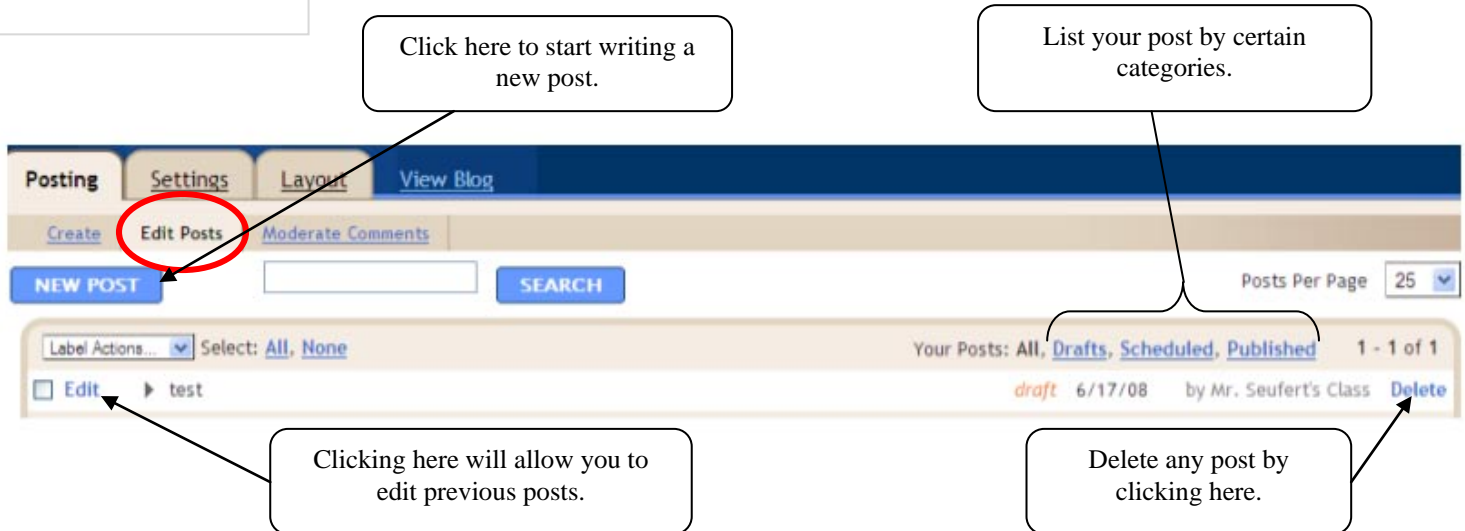 Click here to start writing a
new post.
List your post by certain
categories.
Posting Settings Layout View Blog
Create Edit Posts Moderate Comments
NEW POST SEARCH Posts Per Page 25
Label Actions... Select: All, None Your Posts: All, Drafts, Scheduled, Published 1 - 1 of 1
Edit test draft 6/17/08 by Mr. Seufert's Class Delete
Clicking here will allow you to
edit previous posts.
Delete any post by
clicking here.